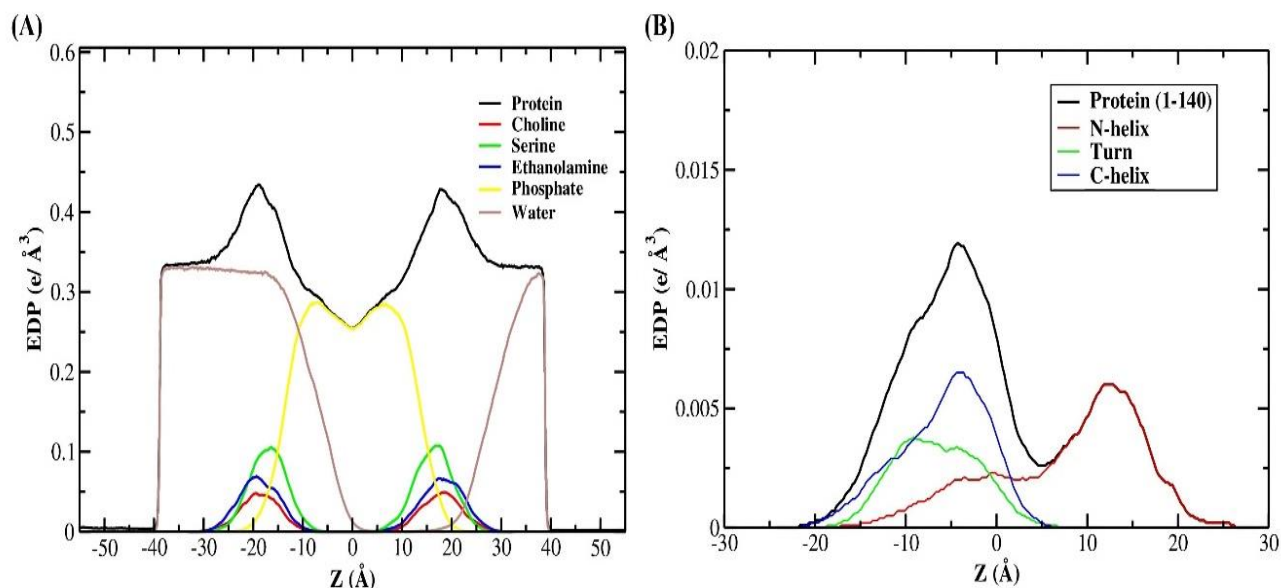 (A)
EDP (e/ Å 3)
0.6
0.5
0.4
0.3
0.2
0.1
0
Protein
Choline
Serine
Ethanolamine
Phosphate
Water
-50 -40 -30 -20 -10 0 10 20 30 40 50
Z (Å)
(B)
EDP (e/ Å3)
0.02
0.015
0.01
0.005
0
Protein (1-140)
N-helix
Turn
C-helix
-30 -20 -10 0 10 20 30
Z (Å)